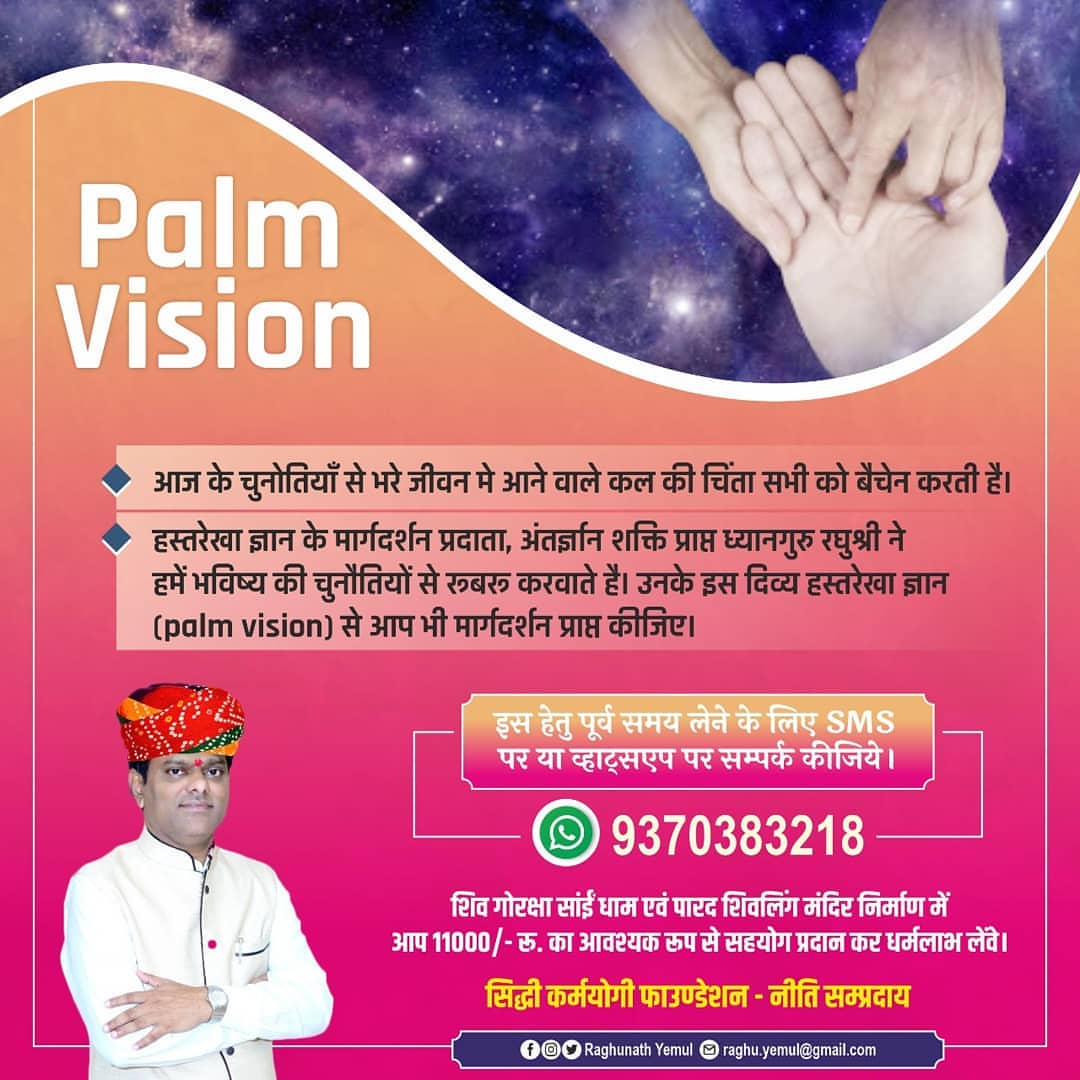 Palm
Vision
आज के चुनोतियाँ से भरे जीवन मे आने वाले कल की चिंता सभी को बैचेन करती है।
हस्तरेखा ज्ञान के मार्गदर्शन प्रदाता, अंतर्ज्ञान शक्ति प्राप्त ध्यानगुरु रघुश्री ने
हमें भविष्य की चुनौतियों से रूबरू करवाते है। उनके इस दिव्य हस्तरेखा ज्ञान
(palm vision) से आप भी मार्गदर्शन प्राप्त कीजिए।
इस हेतु पूर्व समय लेने के लिए SMS
पर या व्हाट्सएप पर सम्पर्क कीजिये।
9370383218
शिव गोरक्षा सांईं धाम एवं पारद शिवलिंग मंदिर निर्माण में
आप 11000/- रू. का आवश्यक रूप से सहयोग प्रदान कर धर्मलाभ लेंवे।
सिद्धी कर्मयोगी फाउण्डेशन - नीति सम्प्रदाय
Raghunath Yemul raghu.yemul@gmail.com